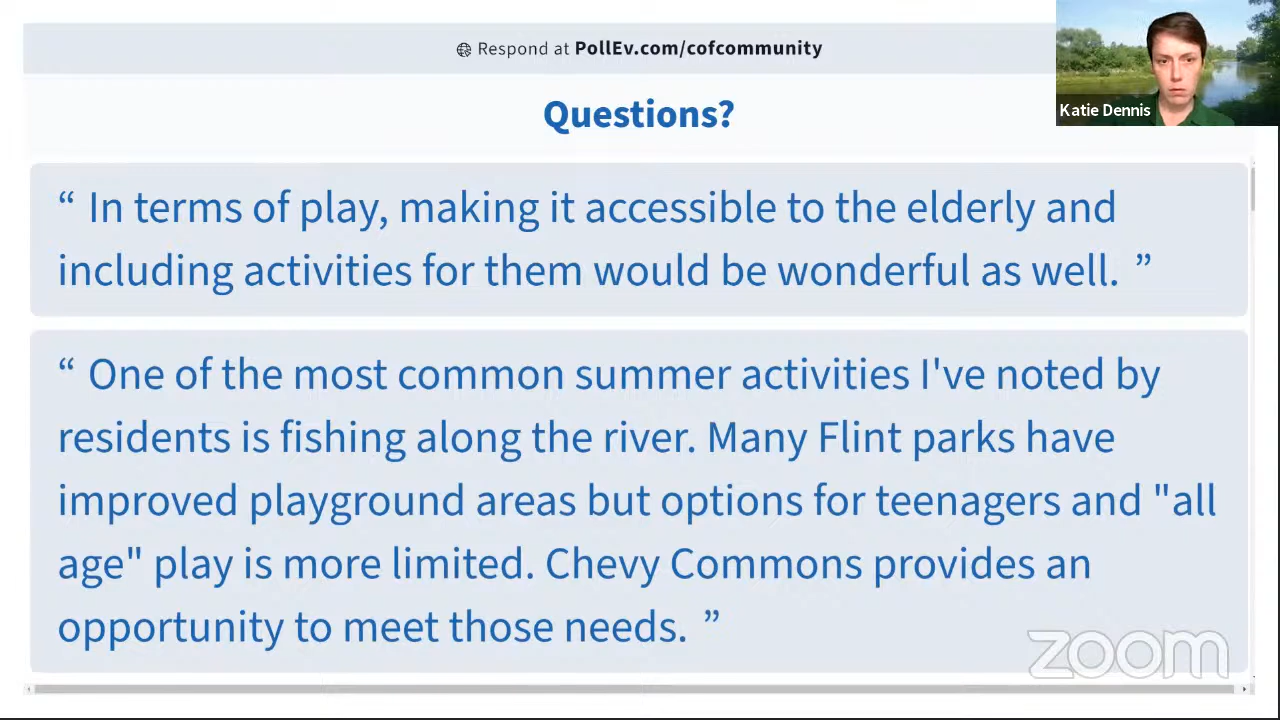 Respond at PollEv.com/cofcommunity
Katie Dennis
Questions?
“ In terms of play, making it accessible to the elderly and
including activities for them would be wonderful as well. ”
“ One of the most common summer activities I've noted by
residents is fishing along the river. Many Flint parks have
improved playground areas but options for teenagers and "all
age" play is more limited. Chevy Commons provides an
opportunity to meet those needs. ”
zoom